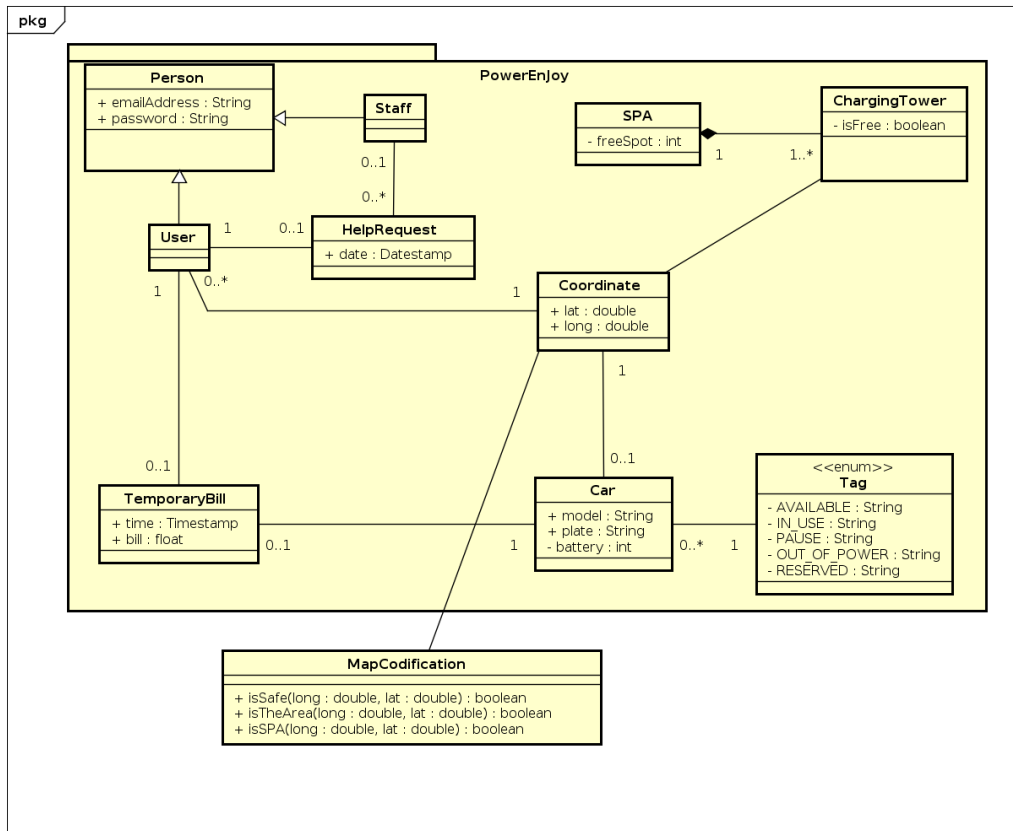 pkg
PowerEnJoy
Person
+ emailAddress : String
+ password : String
Staff
SPA
- freeSpot : int
1
1..*
ChargingTower
- isFree : boolean
0..1
0..*
User
1
0..1
HelpRequest
+ date : Datestamp
0..*
1
1
Coordinate
+ lat : double
+ long : double
1
0..1
0..1
TemporaryBill
+ time : Timestamp
+ bill : float
0..1
1
Car
+ model : String
+ plate : String
- battery : int
0..*
1
<<enum>>
Tag
- AVAILABLE : String
- IN_USE : String
- PAUSE : String
- OUT_OF_POWER : String
- RESERVED : String
MapCodification
+ isSafe(long : double, lat : double) : boolean
+ isTheArea(long : double, lat : double) : boolean
+ isSPA(long : double, lat : double) : boolean